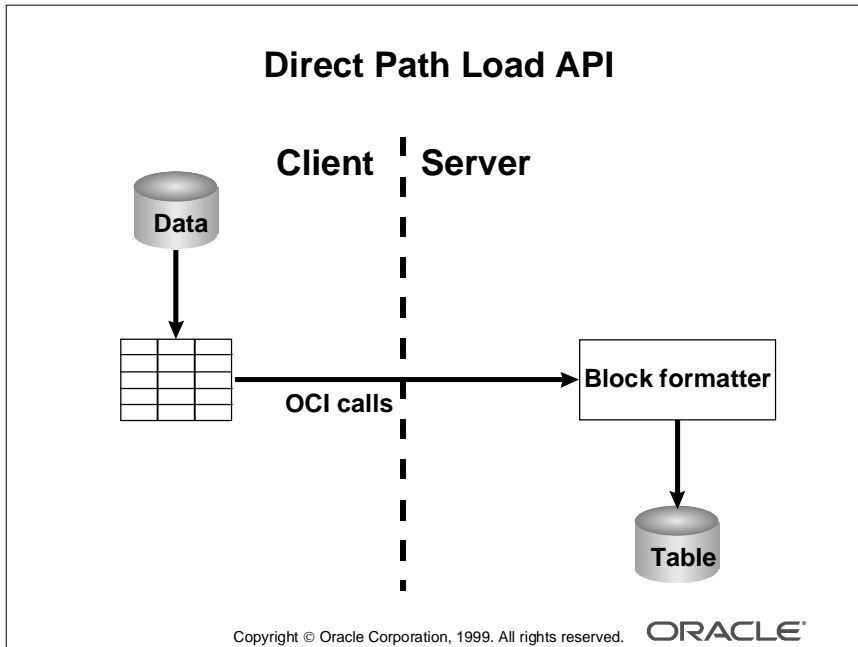 Direct Path Load API
Client
Server
Data
OCI calls
Block formatter
Table
Copyright © Oracle Corporation, 1999. All rights reserved.
ORACLE®